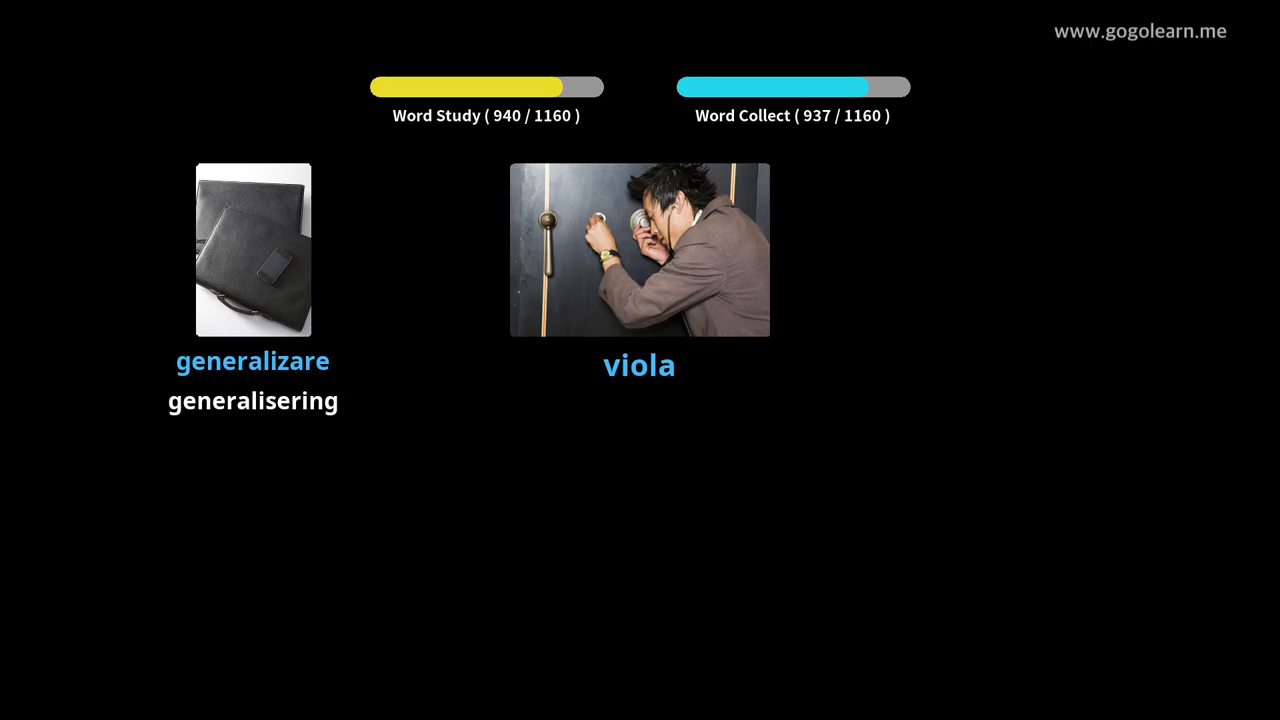 www.gogolearn.me
Word Study ( 940 / 1160 )
Word Collect ( 937 / 1160 )
generalizare
generalisering
viola